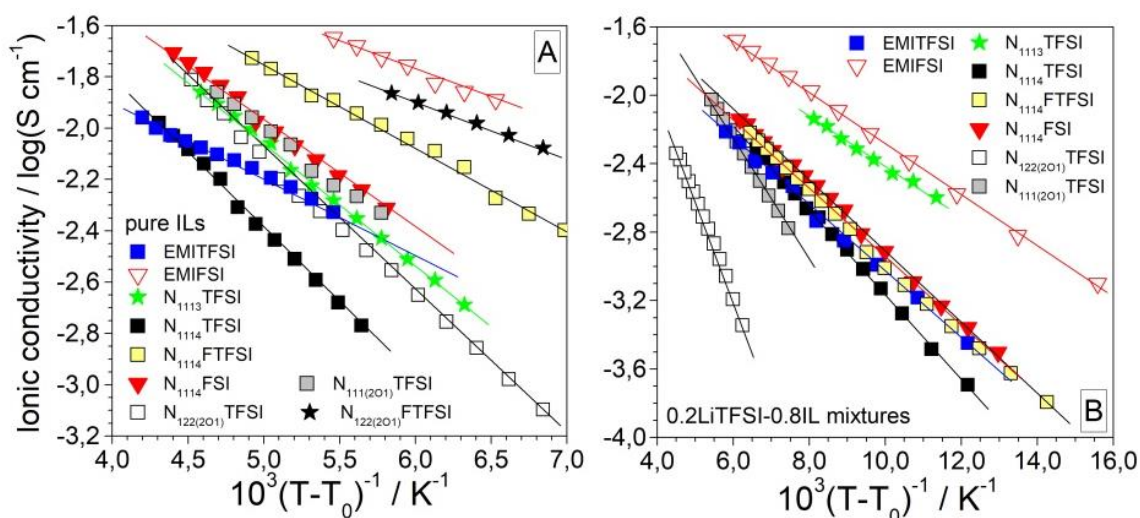 Ionic conductivity / log(S cm⁻¹)
-1,6
-1,8
-2,0
-2,2
-2,4
-2,6
-2,8
-3,0
-3,2
A
pure ILs
EMITFSI
EMIFSI
N₁₁₁₃TFSI
N₁₁₁₄TFSI
N₁₁₁₄FTFSI
N₁₁₁₄FSI
N₁₂₂₍₂O₁₎TFSI
N₁₁₁₍₂O₁₎TFSI
N₁₂₂₍₂O₁₎FTFSI
4,0 4,5 5,0 5,5 6,0 6,5 7,0
10³(T-T₀)⁻¹ / K⁻¹
-1,6
-2,0
-2,4
-2,8
-3,2
-3,6
-4,0
EMITFSI
EMIFSI
N₁₁₁₃TFSI
N₁₁₁₄TFSI
N₁₁₁₄FTFSI
N₁₁₁₄FSI
N₁₂₂₍₂O₁₎TFSI
N₁₁₁₍₂O₁₎TFSI
0.2LiTFSI-0.8IL mixtures
B
4,0 6,0 8,0 10,0 12,0 14,0 16,0
10³(T-T₀)⁻¹ / K⁻¹